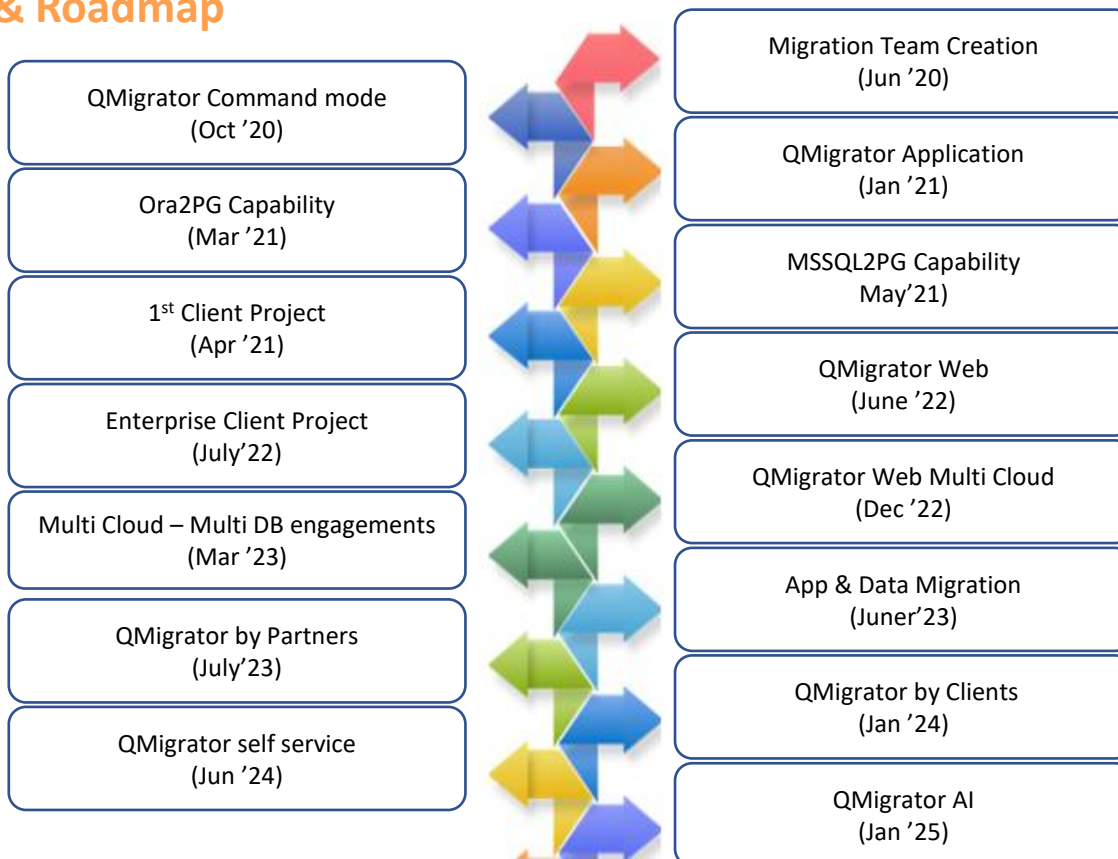 & Roadmap
Migration Team Creation
(Jun ’20)
QMigrator Command mode
(Oct ’20)
QMigrator Application
(Jan ’21)
Ora2PG Capability
(Mar ’21)
MSSQL2PG Capability
May’21)
1st Client Project
(Apr ’21)
QMigrator Web
(June ’22)
Enterprise Client Project
(July’22)
QMigrator Web Multi Cloud
(Dec ’22)
Multi Cloud – Multi DB engagements
(Mar ’23)
App & Data Migration
(Juner’23)
QMigrator by Partners
(July’23)
QMigrator by Clients
(Jan ’24)
QMigrator self service
(Jun ’24)
QMigrator AI
(Jan ’25)